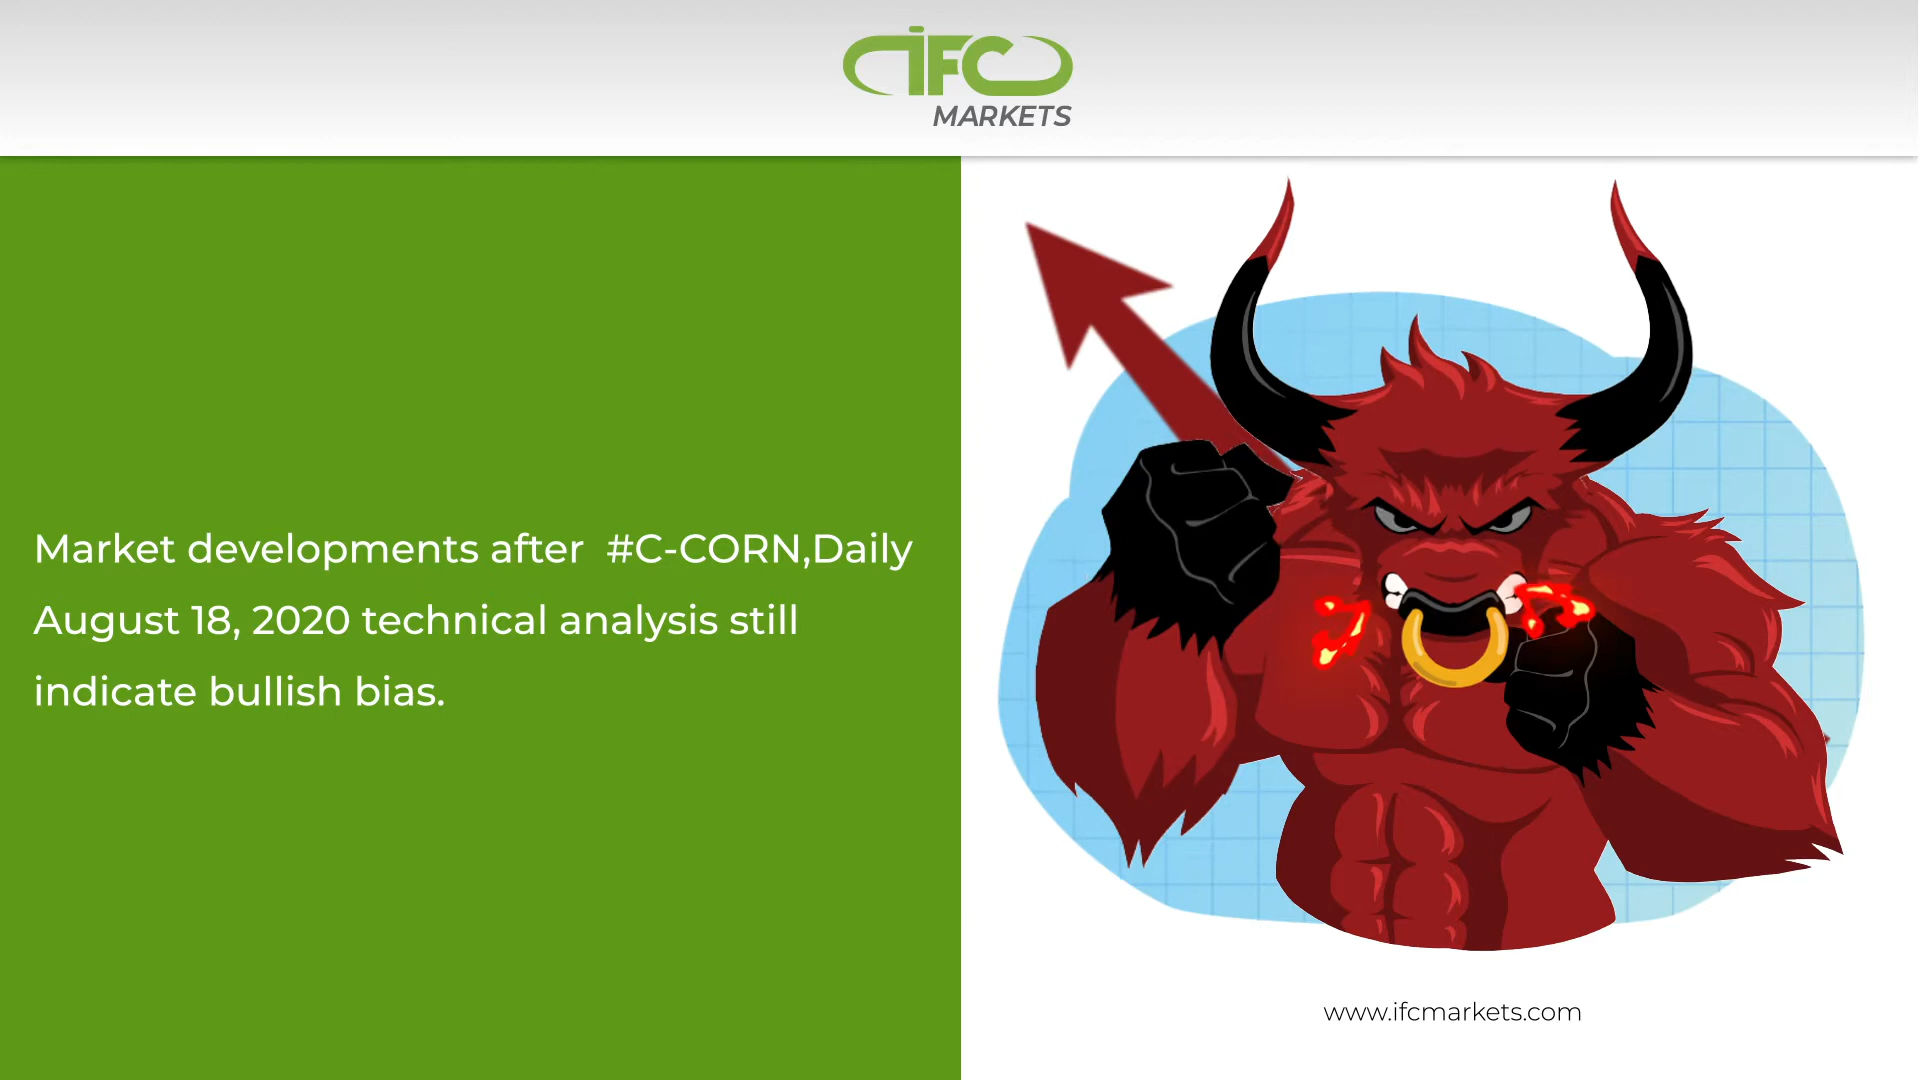 IFC
MARKETS
Market developments after #C-CORN,Daily
August 18, 2020 technical analysis still
indicate bullish bias.
www.ifcmarkets.com